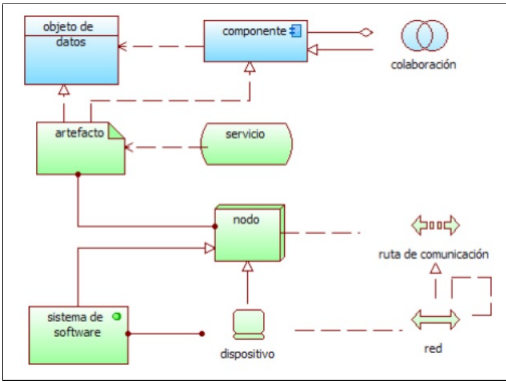 objeto de
datos
componente
colaboración
artefacto
servicio
nodo
ruta de comunicación
sistema de
software
dispositivo
red